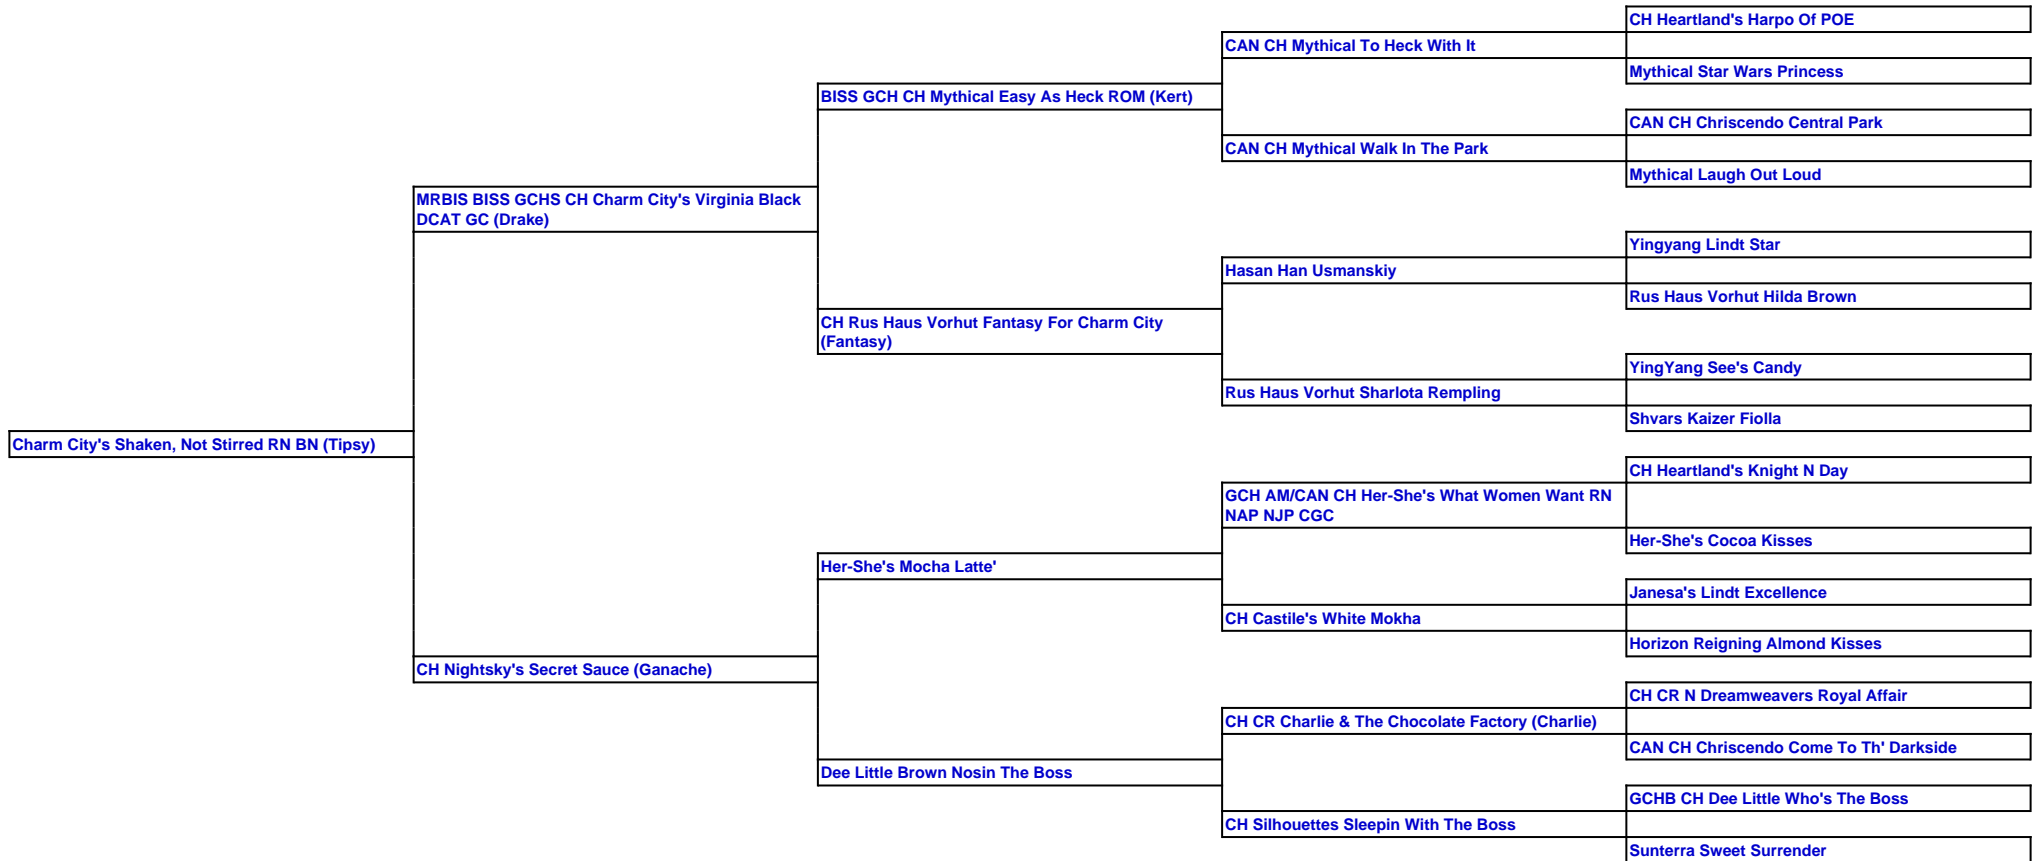 CH Heartland's Harpo Of POE
CAN CH Mythical To Heck With It
Mythical Star Wars Princess
BISS GCH CH Mythical Easy As Heck ROM (Kert)
CAN CH Chriscendo Central Park
CAN CH Mythical Walk In The Park
Mythical Laugh Out Loud
MRBIS BISS GCHS CH Charm City's Virginia Black
DCAT GC (Drake)
Yingyang Lindt Star
Hasan Han Usmanskiy
Rus Haus Vorhut Hilda Brown
CH Rus Haus Vorhut Fantasy For Charm City
(Fantasy)
YingYang See's Candy
Rus Haus Vorhut Sharlota Rempling
Shvars Kaizer Fiolla
Charm City's Shaken, Not Stirred RN BN (Tipsy)
CH Heartland's Knight N Day
GCH AM/CAN CH Her-She's What Women Want RN
NAP NJP CGC
Her-She's Cocoa Kisses
Her-She's Mocha Latte'
Janesa's Lindt Excellence
CH Castile's White Mokha
Horizon Reigning Almond Kisses
CH Nightsky's Secret Sauce (Ganache)
CH CR N Dreamweavers Royal Affair
CH CR Charlie & The Chocolate Factory (Charlie)
CAN CH Chriscendo Come To Th' Darkside
Dee Little Brown Nosin The Boss
GCHB CH Dee Little Who's The Boss
CH Silhouettes Sleepin With The Boss
Sunterra Sweet Surrender